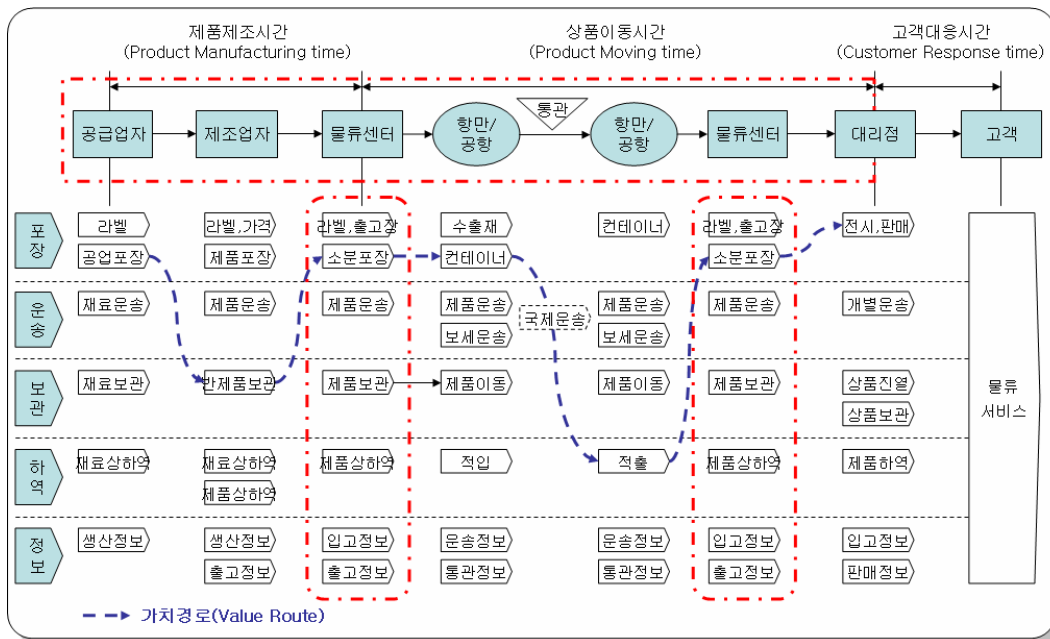 제품제조시간
(Product Manufacturing time)
상품이동시간
(Product Moving time)
고객대응시간
(Customer Response time)
통관
공급업자
제조업자
물류센터
항만/
공항
항만/
공항
물류센터
대리점
고객
포
장
라벨
라벨,가격
라벨,출고장
수출재
컨테이너
라벨,출고장
전시,판매
공업포장
제품포장
소분포장
컨테이너
소분포장
운
송
재료운송
제품운송
제품운송
제품운송
국제운송
제품운송
제품운송
개별운송
보세운송
보세운송
보
관
재료보관
반제품보관
제품보관
제품이동
제품이동
제품보관
상품진열
상품보관
물류
서비스
하
역
재료상하역
재료상하역
제품상하역
적입
적출
제품상하역
제품하역
제품상하역
정
보
생산정보
생산정보
입고정보
운송정보
운송정보
입고정보
입고정보
출고정보
출고정보
통관정보
통관정보
출고정보
판매정보
가치경로(Value Route)